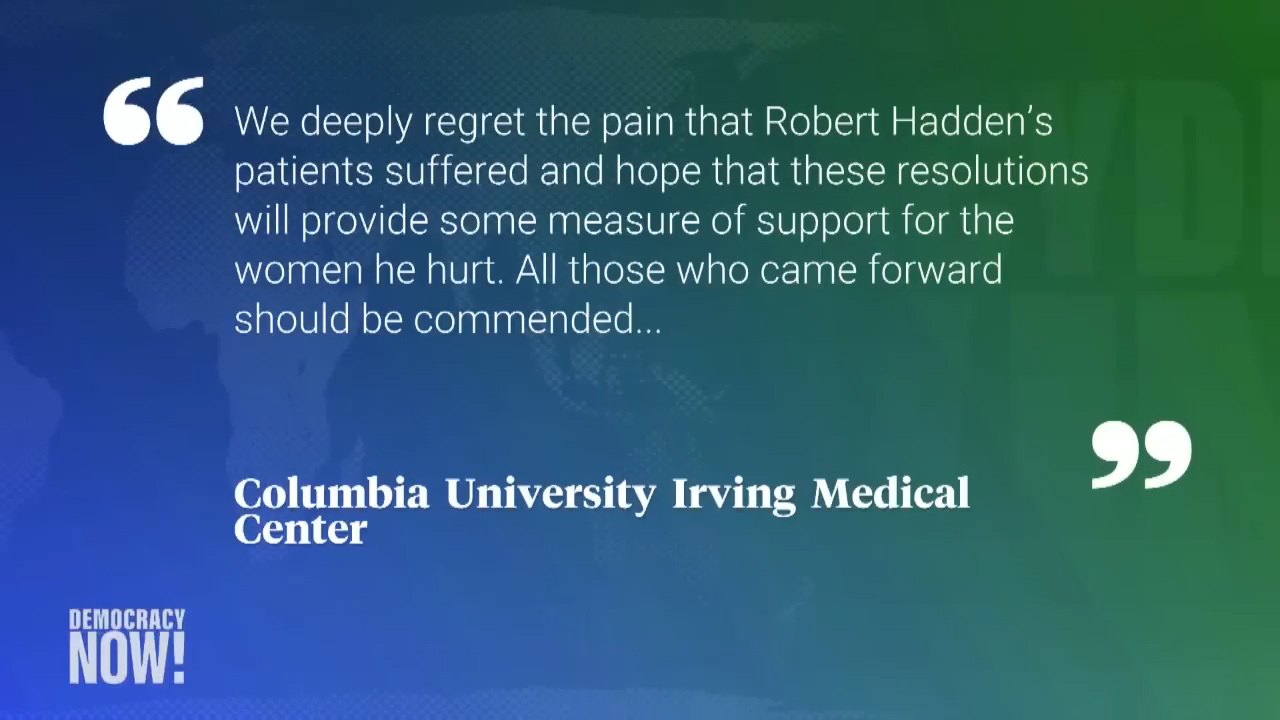 “
We deeply regret the pain that Robert Hadden’s
patients suffered and hope that these resolutions
will provide some measure of support for the
women he hurt. All those who came forward
should be commended...
”
Columbia University Irving Medical
Center
DEMOCRACY
NOW!